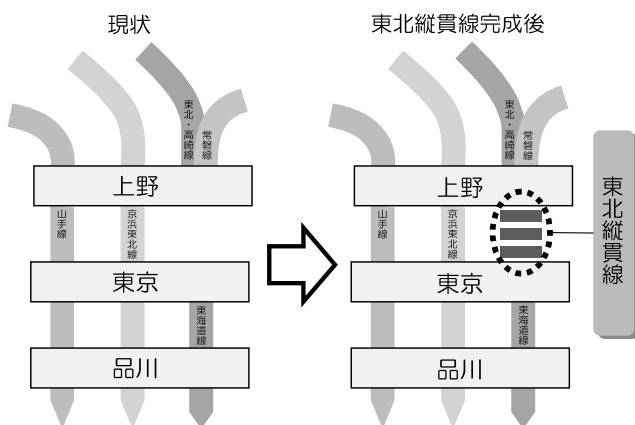 現状
東北・高崎線
常磐線
上野
山手線
京浜東北線
東京
東海道線
品川
東北縦貫線完成後
東北・高崎線
常磐線
上野
山手線
京浜東北線
東北縦貫線
東京
東海道線
品川